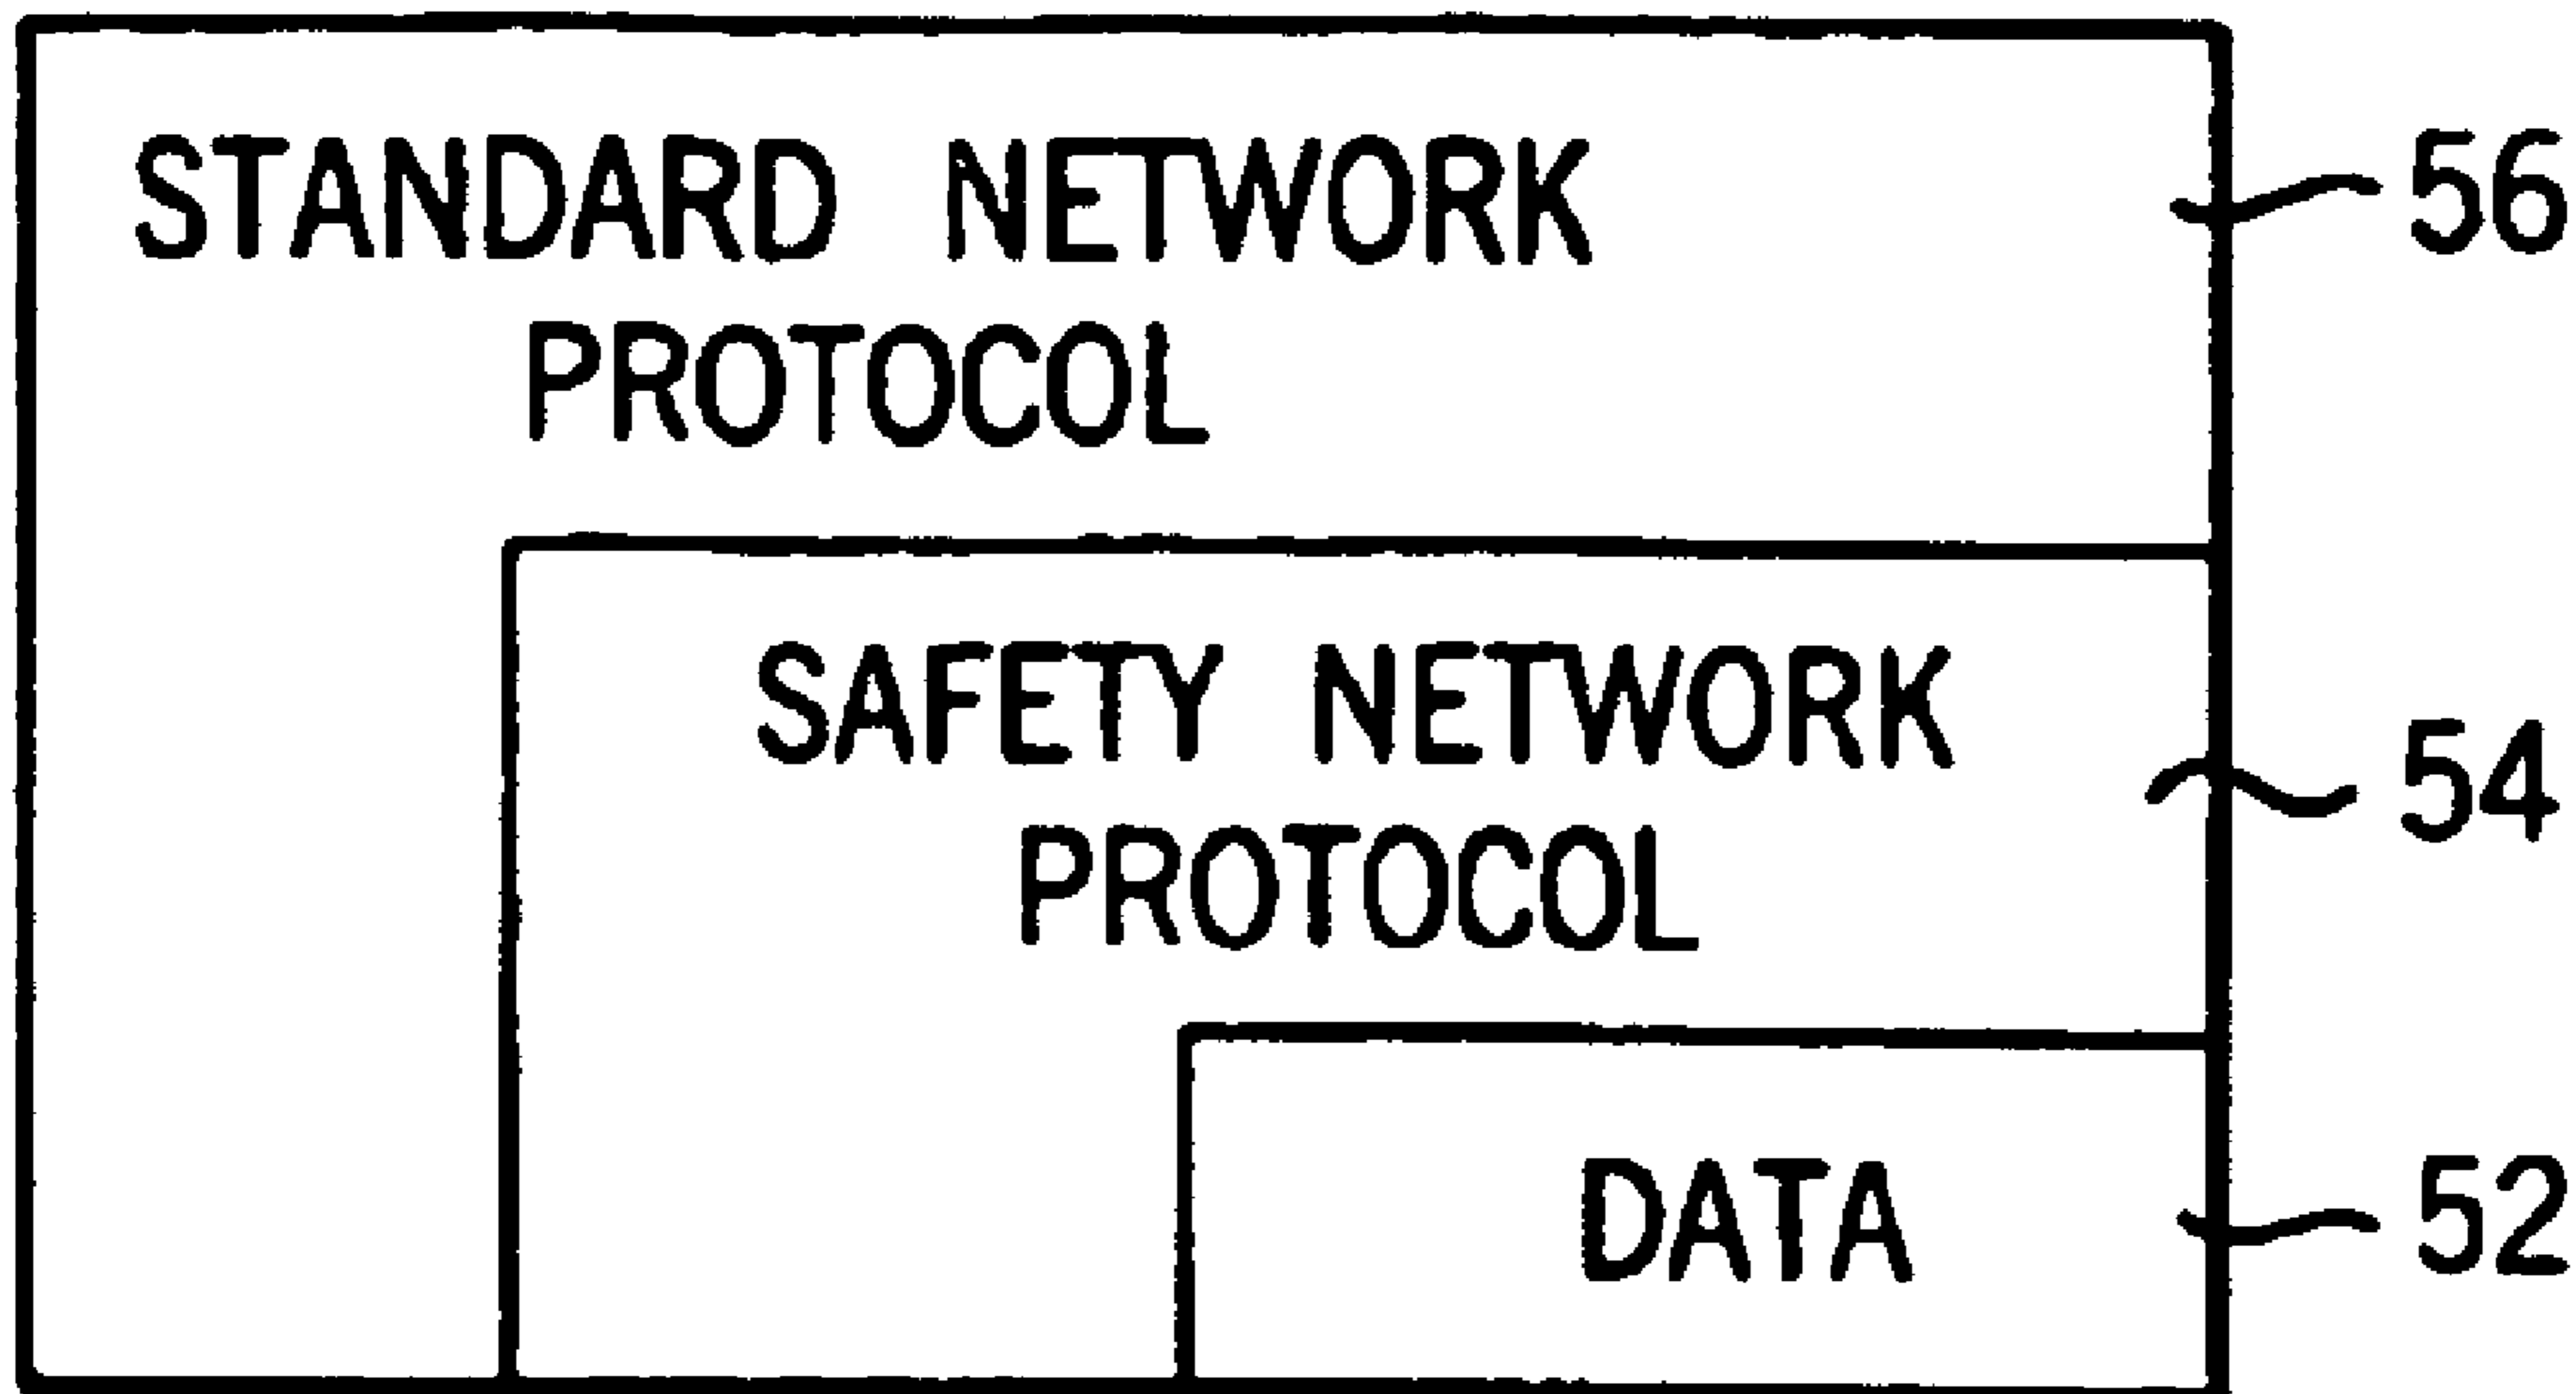 STANDARD NETWORK
PROTOCOL
56
SAFETY NETWORK
PROTOCOL
54
DATA
52